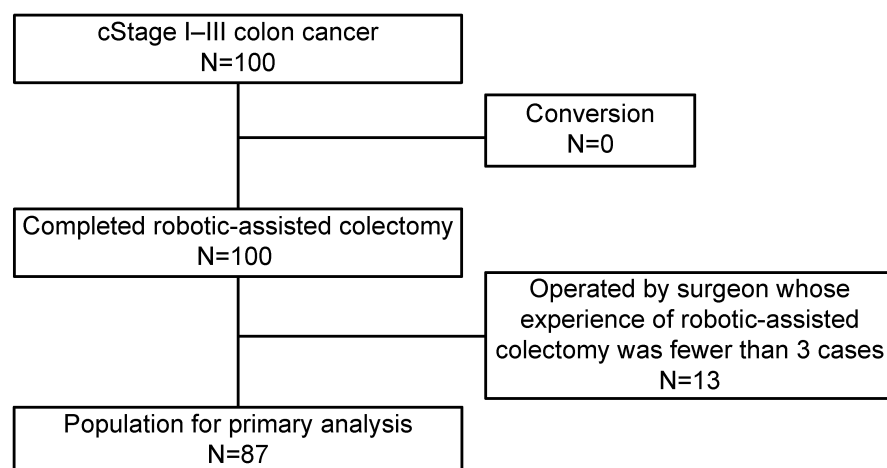 cStage I–III colon cancer
N=100
Conversion
N=0
Completed robotic-assisted colectomy
N=100
Operated by surgeon whose
experience of robotic-assisted
colectomy was fewer than 3 cases
N=13
Population for primary analysis
N=87